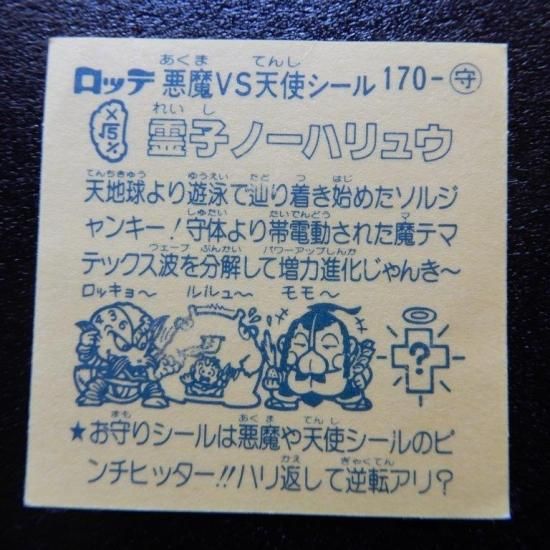 ロッテ 悪魔VS天使シール 170-守
あくま てんし
れいし
霊子ノーハリュウ
てんちきゅう ゆうえい たど つ はじ
天地球より遊泳で辿り着き始めたソルジ
しゅたい たいでんどう マ
ャンキー!守体より帯電動された魔テマ
ウェーブ ぶんかい パワーアップしんか
テックス波を分解して増力進化じゃんき〜
ロッキョ〜 ルルュ〜 モモ〜
?
まも あくま てんし
★お守りシールは悪魔や天使シールのピ
かえ ぎゃくてん
ンチヒッター!!ハリ返して逆転アリ?